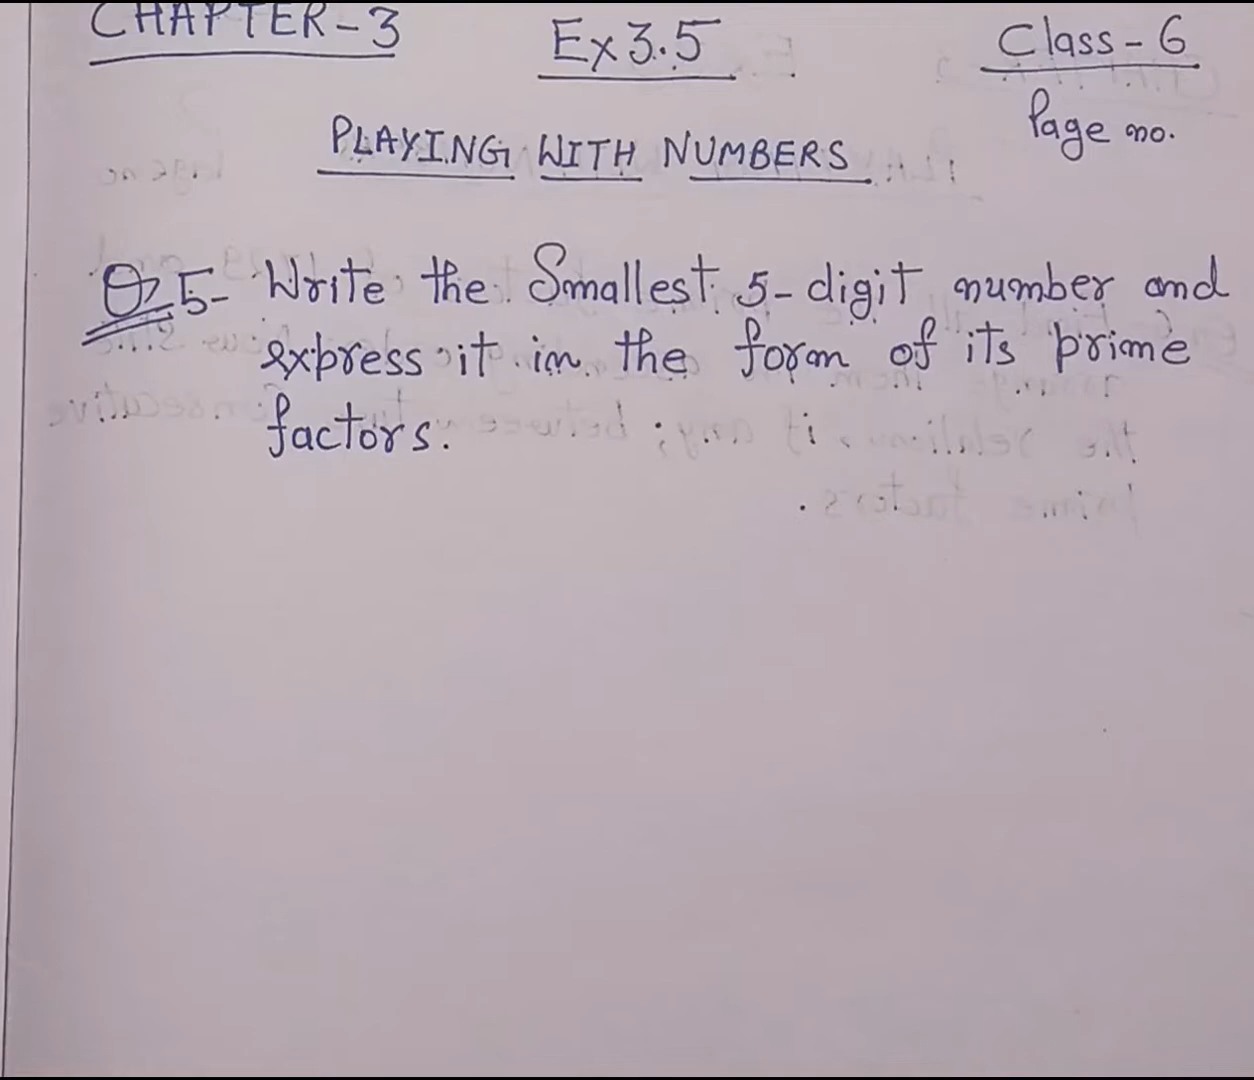 CHAPTER-3
Ex 3.5
Class-6
Page no.
PLAYING WITH NUMBERS
Q 5- Write the Smallest 5-digit number and
express it in the form of its prime
factors.